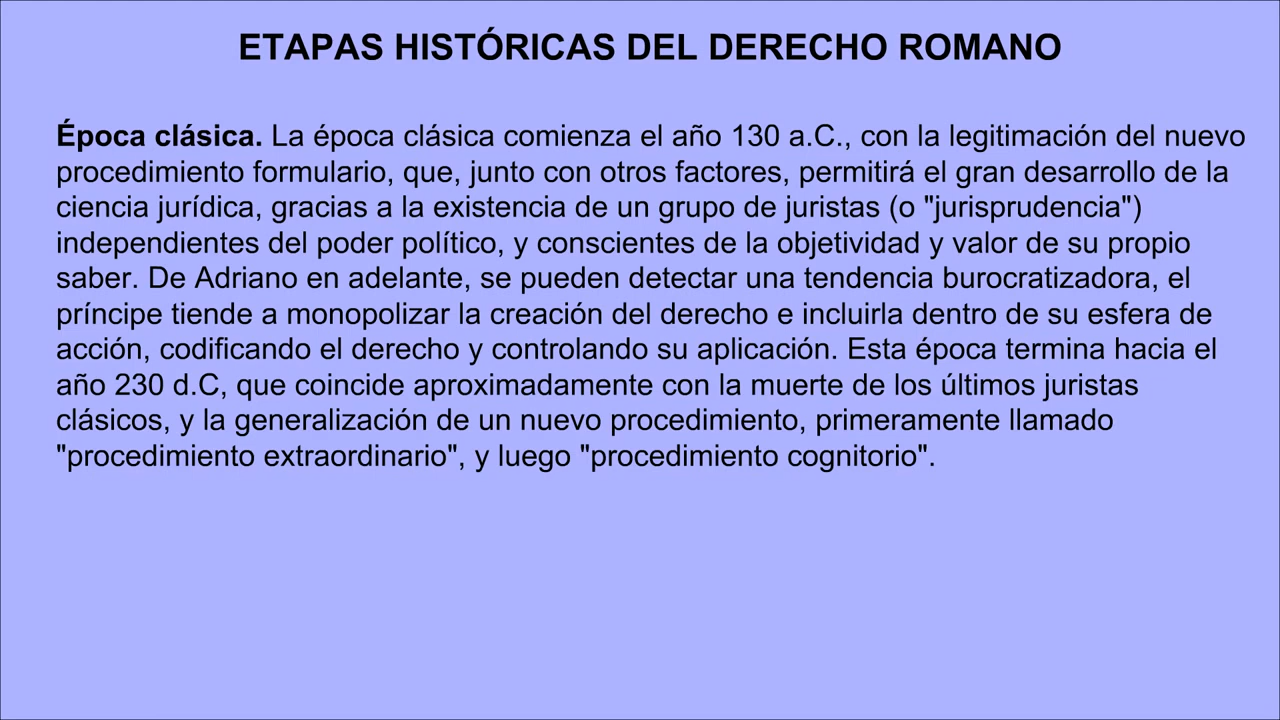 ETAPAS HISTÓRICAS DEL DERECHO ROMANO
Época clásica. La época clásica comienza el año 130 a.C., con la legitimación del nuevo
procedimiento formulario, que, junto con otros factores, permitirá el gran desarrollo de la
ciencia jurídica, gracias a la existencia de un grupo de juristas (o "jurisprudencia")
independientes del poder político, y conscientes de la objetividad y valor de su propio
saber. De Adriano en adelante, se pueden detectar una tendencia burocratizadora, el
príncipe tiende a monopolizar la creación del derecho e incluirla dentro de su esfera de
acción, codificando el derecho y controlando su aplicación. Esta época termina hacia el
año 230 d.C, que coincide aproximadamente con la muerte de los últimos juristas
clásicos, y la generalización de un nuevo procedimiento, primeramente llamado
"procedimiento extraordinario", y luego "procedimiento cognitorio".